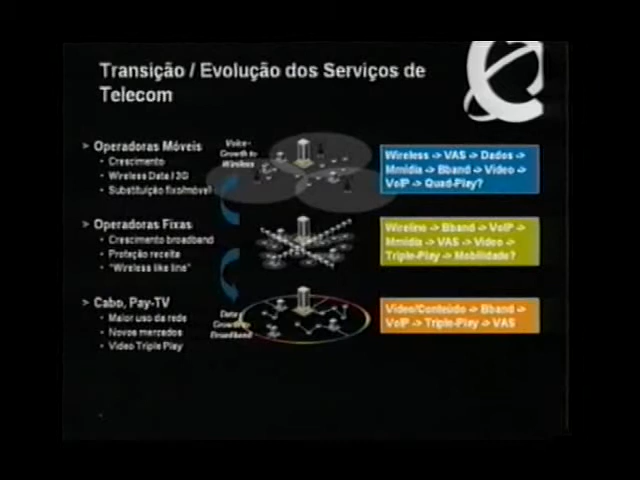 Transição / Evolução dos Serviços de
Telecom
> Operadoras Móveis
• Crescimento
• Wireless Data / 3G
• Substituição fixo/móvel
Voice -
Growth to
Wireless
Wireless -> VAS -> Dados ->
Mmídia -> Bband -> Video ->
VoIP -> Quad-Play?
> Operadoras Fixas
• Crescimento broadband
• Proteção receita
• "Wireless like line"
Wireline -> Bband -> VoIP ->
Mmídia -> VAS -> Video ->
Triple-Play -> Mobilidade?
> Cabo, Pay-TV
• Maior uso da rede
• Novos mercados
• Video Triple Play
Data -
Growth to
Broadband
Video/Conteúdo -> Bband ->
VoIP -> Triple-Play -> VAS